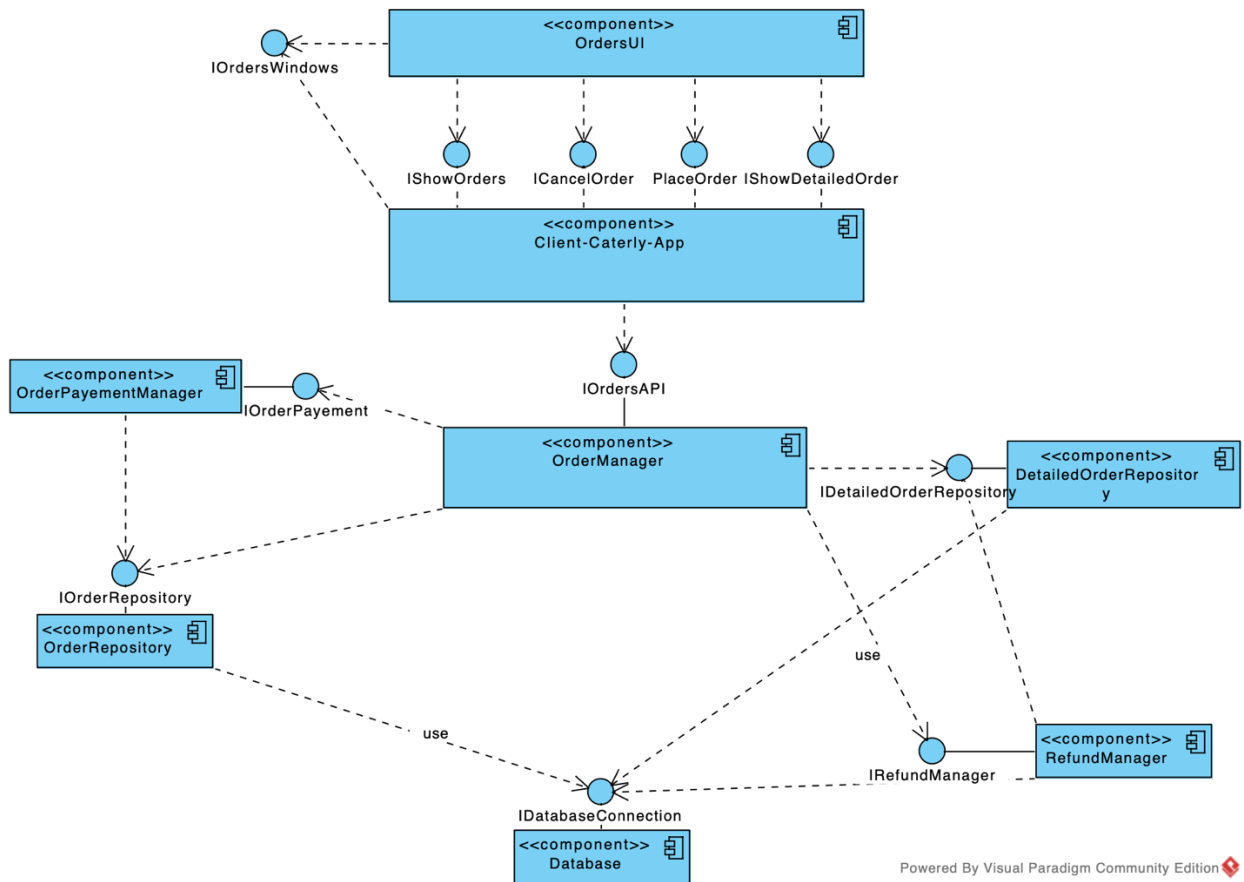 <<component>>
OrdersUI
IOrdersWindows
IShowOrders
ICancelOrder
PlaceOrder
IShowDetailedOrder
<<component>>
Client-Caterly-App
IOrdersAPI
<<component>>
OrderPayementManager
IOrderPayement
<<component>>
OrderManager
IDetailedOrderRepository
<<component>>
DetailedOrderRepositor
y
IOrderRepository
<<component>>
OrderRepository
use
use
IRefundManager
<<component>>
RefundManager
IDatabaseConnection
<<component>>
Database
Powered By Visual Paradigm Community Edition